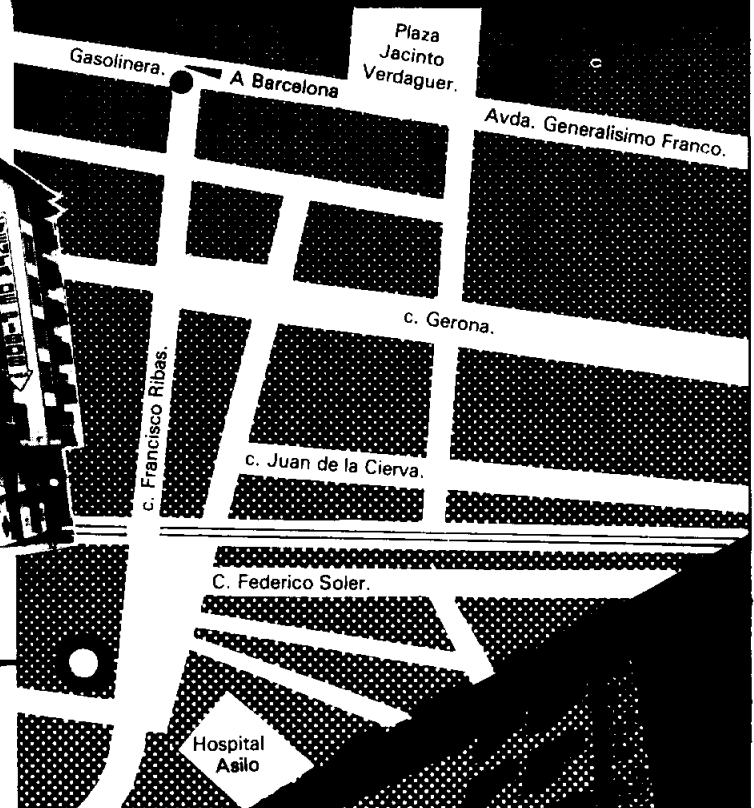 Plaza
Jacinto
Verdaguer.
Gasolinera.
A Barcelona
Avda. Generalisimo Franco.
c. Gerona.
c. Francisco Ribas.
c. Juan de la Cierva.
C. Federico Soler.
Hospital
Asilo